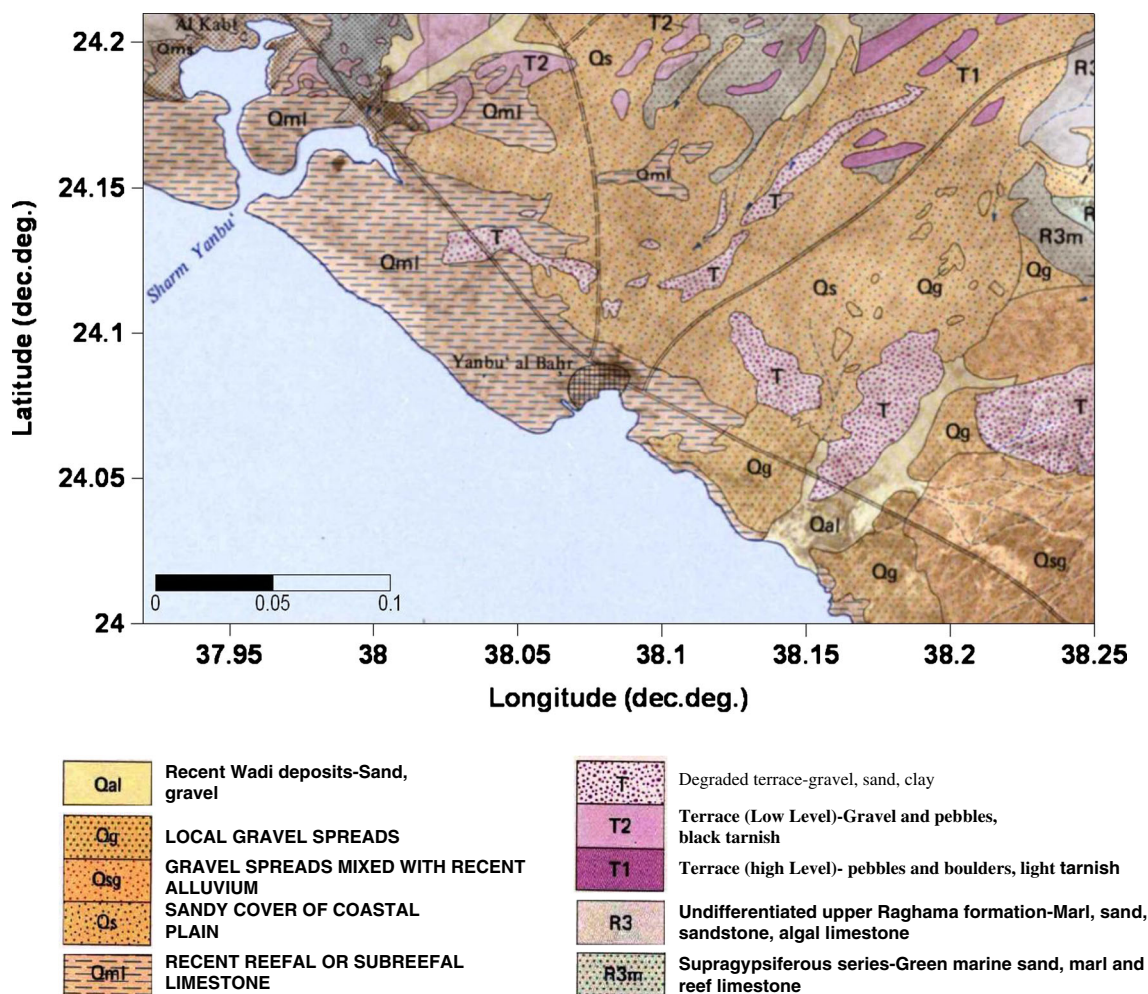 Al Kabt
24.2
Qms
T2
T2
Qs
T1
R3
Qml
Qml
24.15
Qml
T
R3m
Sharm Yanbu'
Qml
T
T
Qg
Qs
Qg
24.1
Yanbu' al Bahr
T
T
T
Qg
24.05
Qg
Qal
Qsg
Qg
0
0.05
0.1
24
37.95
38
38.05
38.1
38.15
38.2
38.25
Latitude (dec.deg.)
Longitude (dec.deg.)
Qal
Recent Wadi deposits-Sand,
gravel
Qg
LOCAL GRAVEL SPREADS
Qsg
GRAVEL SPREADS MIXED WITH RECENT
ALLUVIUM
Qs
SANDY COVER OF COASTAL
PLAIN
Qml
RECENT REEFAL OR SUBREEFAL
LIMESTONE
T
Degraded terrace-gravel, sand, clay
T2
Terrace (Low Level)-Gravel and pebbles,
black tarnish
T1
Terrace (high Level)- pebbles and boulders, light tarnish
R3
Undifferentiated upper Raghama formation-Marl, sand,
sandstone, algal limestone
R3m
Supragypsiferous series-Green marine sand, marl and
reef limestone